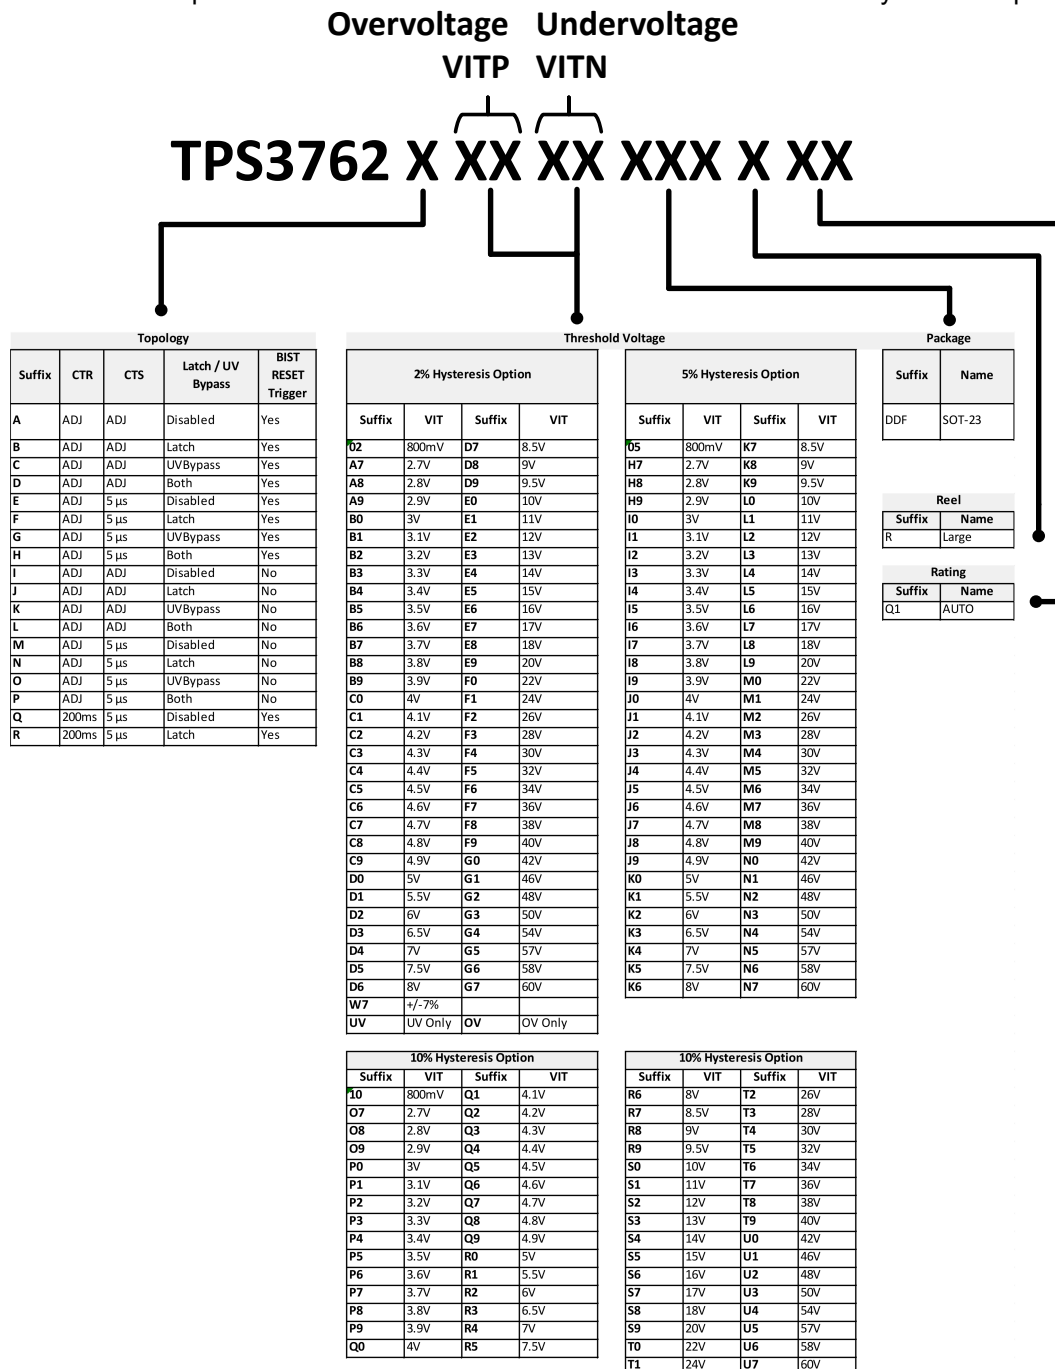 Overvoltage Undervoltage
VITP VITN
TPS3762 X XX XX XXX X XX
Topology
Suffix CTR CTS Latch / UV Bypass BIST RESET Trigger
A ADJ ADJ Disabled Yes
B ADJ ADJ Latch Yes
C ADJ ADJ UVBypass Yes
D ADJ ADJ Both Yes
E ADJ 5 µs Disabled Yes
F ADJ 5 µs Latch Yes
G ADJ 5 µs UVBypass Yes
H ADJ 5 µs Both Yes
I ADJ ADJ Disabled No
J ADJ ADJ Latch No
K ADJ ADJ UVBypass No
L ADJ ADJ Both No
M ADJ 5 µs Disabled No
N ADJ 5 µs Latch No
O ADJ 5 µs UVBypass No
P ADJ 5 µs Both No
Q 200ms 5 µs Disabled Yes
R 200ms 5 µs Latch Yes
Threshold Voltage
2% Hysteresis Option
Suffix VIT Suffix VIT
02 800mV D7 8.5V
A7 2.7V D8 9V
A8 2.8V D9 9.5V
A9 2.9V E0 10V
B0 3V E1 11V
B1 3.1V E2 12V
B2 3.2V E3 13V
B3 3.3V E4 14V
B4 3.4V E5 15V
B5 3.5V E6 16V
B6 3.6V E7 17V
B7 3.7V E8 18V
B8 3.8V E9 20V
B9 3.9V F0 22V
C0 4V F1 24V
C1 4.1V F2 26V
C2 4.2V F3 28V
C3 4.3V F4 30V
C4 4.4V F5 32V
C5 4.5V F6 34V
C6 4.6V F7 36V
C7 4.7V F8 38V
C8 4.8V F9 40V
C9 4.9V G0 42V
D0 5V G1 46V
D1 5.5V G2 48V
D2 6V G3 50V
D3 6.5V G4 54V
D4 7V G5 57V
D5 7.5V G6 58V
D6 8V G7 60V
W7 +/-7%
UV UV Only OV OV Only
5% Hysteresis Option
Suffix VIT Suffix VIT
05 800mV K7 8.5V
H7 2.7V K8 9V
H8 2.8V K9 9.5V
H9 2.9V L0 10V
I0 3V L1 11V
I1 3.1V L2 12V
I2 3.2V L3 13V
I3 3.3V L4 14V
I4 3.4V L5 15V
I5 3.5V L6 16V
I6 3.6V L7 17V
I7 3.7V L8 18V
I8 3.8V L9 20V
I9 3.9V M0 22V
J0 4V M1 24V
J1 4.1V M2 26V
J2 4.2V M3 28V
J3 4.3V M4 30V
J4 4.4V M5 32V
J5 4.5V M6 34V
J6 4.6V M7 36V
J7 4.7V M8 38V
J8 4.8V M9 40V
J9 4.9V N0 42V
K0 5V N1 46V
K1 5.5V N2 48V
K2 6V N3 50V
K3 6.5V N4 54V
K4 7V N5 57V
K5 7.5V N6 58V
K6 8V N7 60V
Package
Suffix Name
DDF SOT-23
Reel
Suffix Name
R Large
Rating
Suffix Name
Q1 AUTO
10% Hysteresis Option
Suffix VIT Suffix VIT
10 800mV Q1 4.1V
O7 2.7V Q2 4.2V
O8 2.8V Q3 4.3V
O9 2.9V Q4 4.4V
P0 3V Q5 4.5V
P1 3.1V Q6 4.6V
P2 3.2V Q7 4.7V
P3 3.3V Q8 4.8V
P4 3.4V Q9 4.9V
P5 3.5V R0 5V
P6 3.6V R1 5.5V
P7 3.7V R2 6V
P8 3.8V R3 6.5V
P9 3.9V R4 7V
Q0 4V R5 7.5V
10% Hysteresis Option
Suffix VIT Suffix VIT
R6 8V T2 26V
R7 8.5V T3 28V
R8 9V T4 30V
R9 9.5V T5 32V
S0 10V T6 34V
S1 11V T7 36V
S2 12V T8 38V
S3 13V T9 40V
S4 14V U0 42V
S5 15V U1 46V
S6 16V U2 48V
S7 17V U3 50V
S8 18V U4 54V
S9 20V U5 57V
T0 22V U6 58V
T1 24V U7 60V